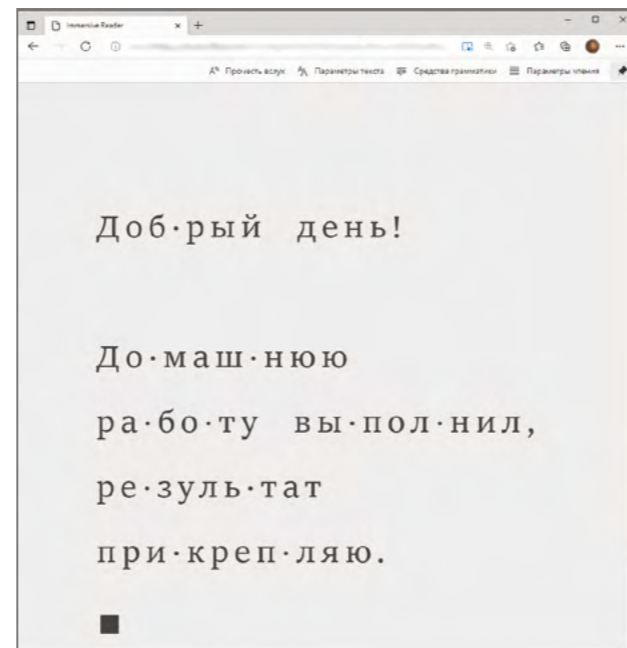 Immersive Reader
Прочесть вслух Параметры текста Средства грамматики Параметры чтения
Доб·рый день!
До·маш·нюю
ра·бо·ту вы·пол·нил,
ре·зуль·тат
при·креп·ляю.